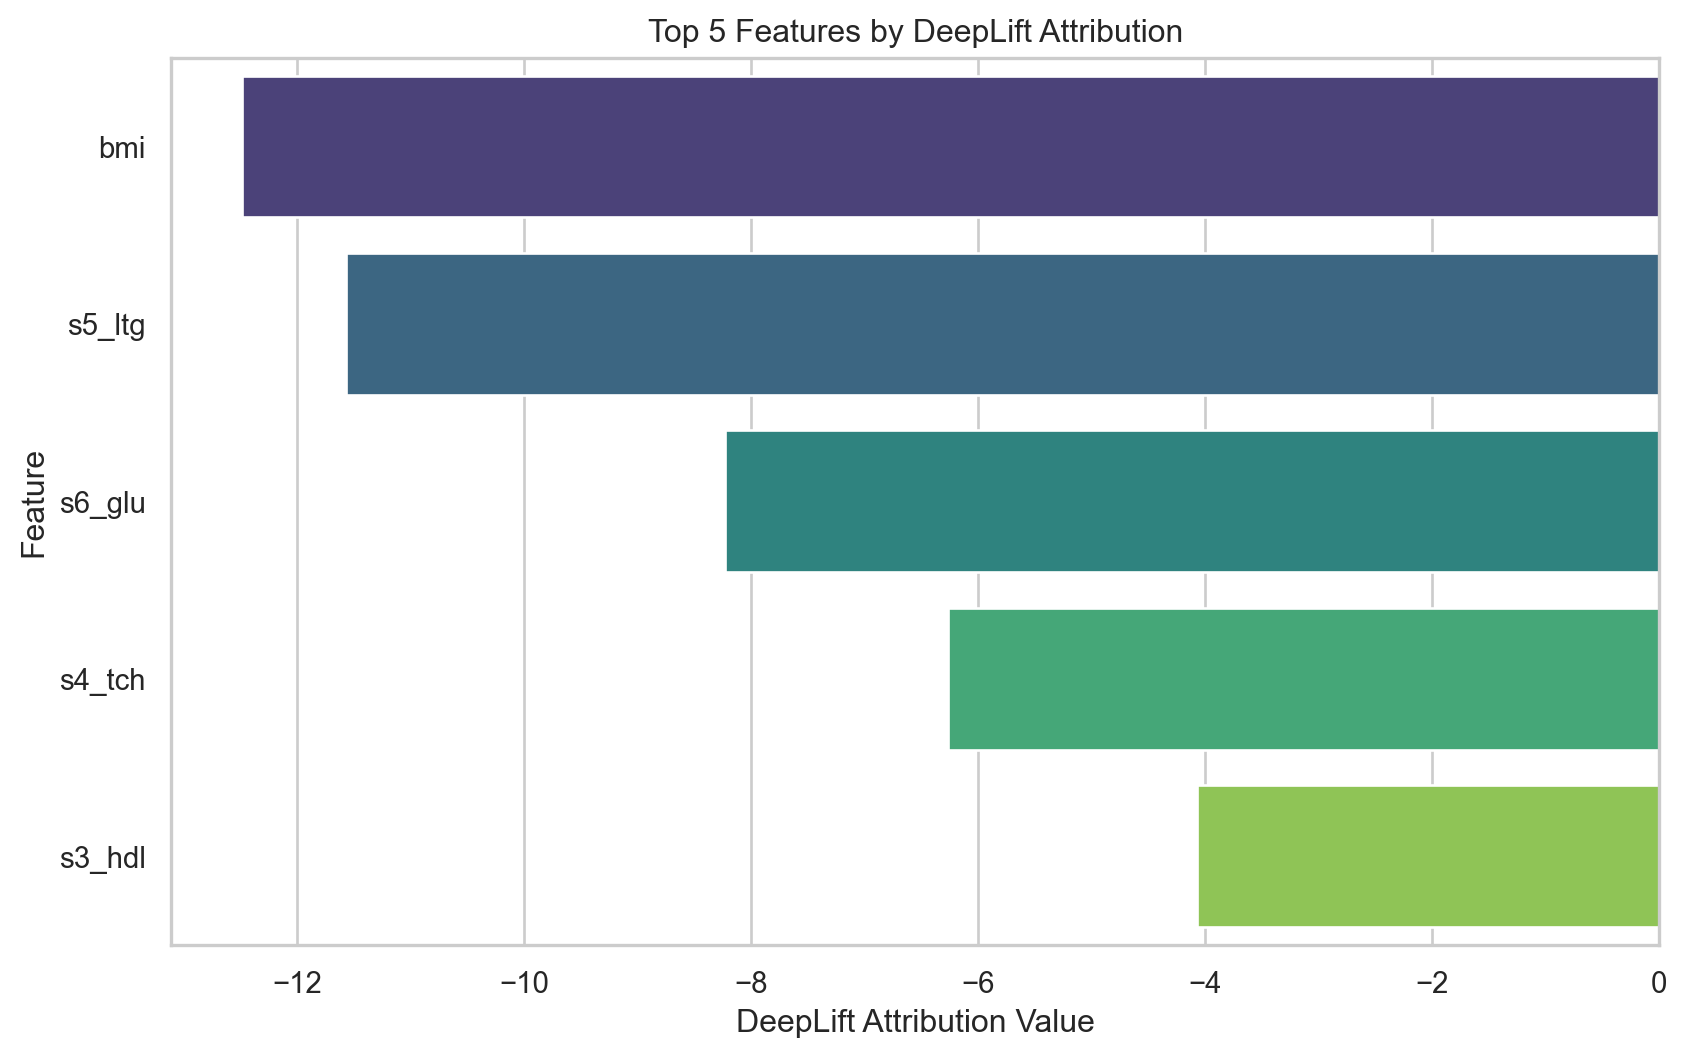 Top 5 Features by DeepLift Attribution
Feature
bmi
s5_ltg
s6_glu
s4_tch
s3_hdl
−12 −10 −8 −6 −4 −2 0
DeepLift Attribution Value